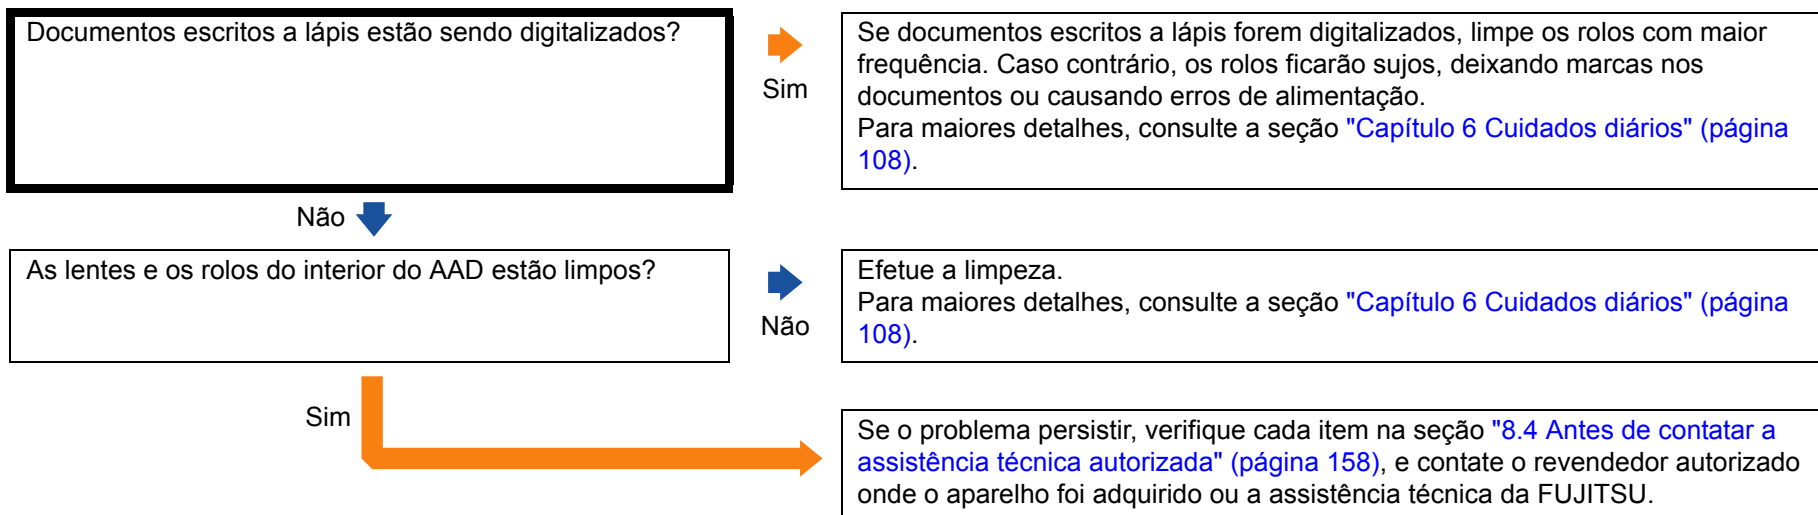 Documentos escritos a lápis estão sendo digitalizados?
Sim
Se documentos escritos a lápis forem digitalizados, limpe os rolos com maior
frequência. Caso contrário, os rolos ficarão sujos, deixando marcas nos
documentos ou causando erros de alimentação.
Para maiores detalhes, consulte a seção "Capítulo 6 Cuidados diários" (página
108).
Não
As lentes e os rolos do interior do AAD estão limpos?
Não
Efetue a limpeza.
Para maiores detalhes, consulte a seção "Capítulo 6 Cuidados diários" (página
108).
Sim
Se o problema persistir, verifique cada item na seção "8.4 Antes de contatar a
assistência técnica autorizada" (página 158), e contate o revendedor autorizado
onde o aparelho foi adquirido ou a assistência técnica da FUJITSU.